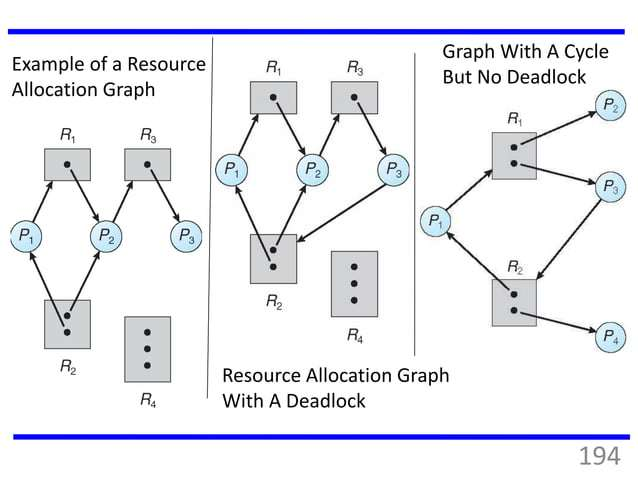 Example of a Resource
Allocation Graph
R1
R3
P1
P2
P3
R2
R4
R1
R3
P1
P2
P3
R2
R4
Resource Allocation Graph
With A Deadlock
Graph With A Cycle
But No Deadlock
R1
P2
P3
P1
R2
P4
194